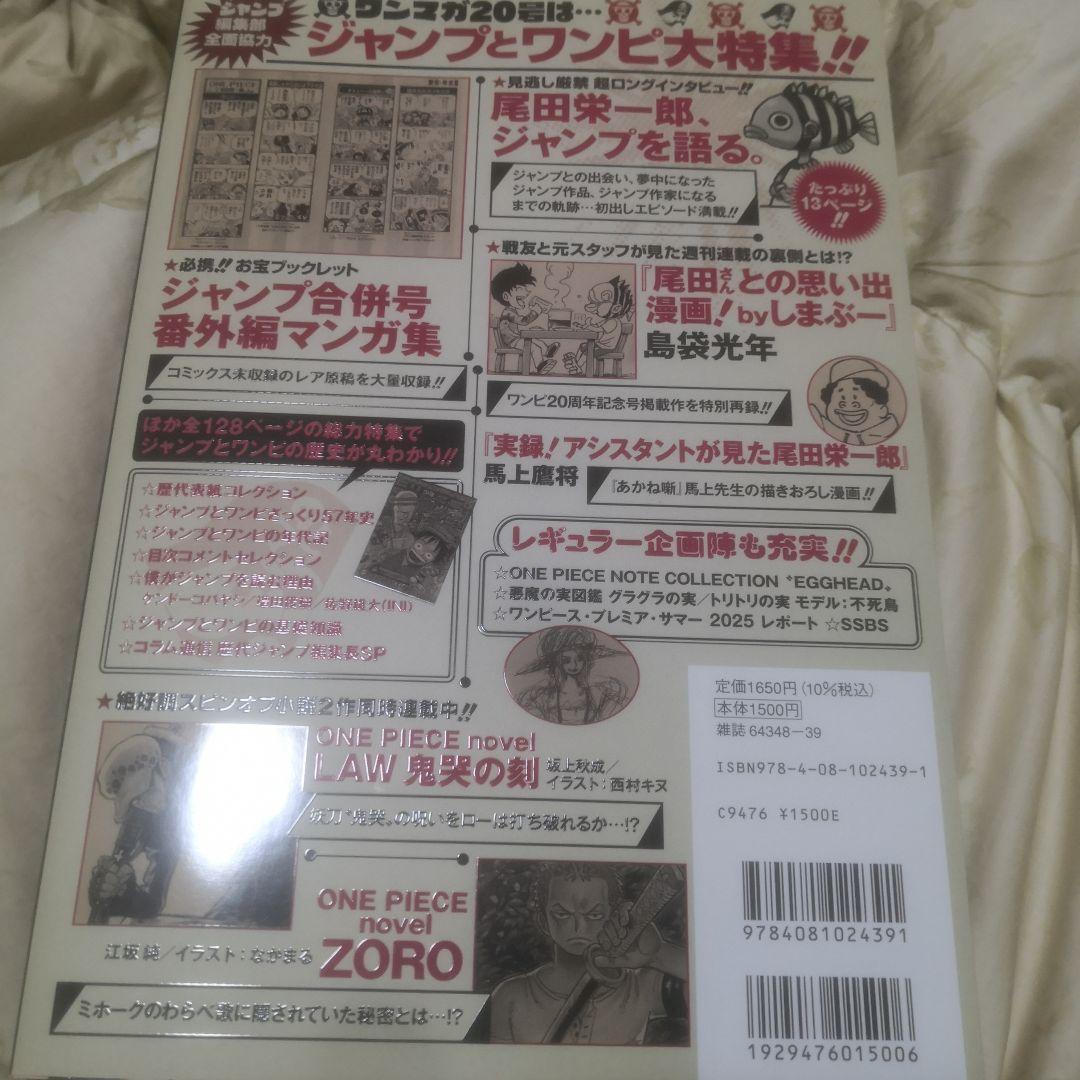 ジャンプ
編集部
全面協力
ワンマガ20号は…
ジャンプとワンピ大特集!!
★見逃し厳禁 超ロングインタビュー!!
尾田栄一郎、
ジャンプを語る。
ジャンプとの出会い、夢中になった
ジャンプ作品、ジャンプ作家になる
までの軌跡…初出しエピソード満載!!
たっぷり
13ページ
!!
★必携!! お宝ブックレット
ジャンプ合併号
番外編マンガ集
コミックス未収録のレア原稿を大量収録!!
★戦友と元スタッフが見た週刊連載の裏側とは!?
『尾田さんとの思い出
漫画!byしまぶー』
島袋光年
ワンピ20周年記念号掲載作を特別再録!!
『実録!アシスタントが見た尾田栄一郎』
馬上鷹将
『あかね噺』馬上先生の描きおろし漫画!!
ほか全128ページの総力特集で
ジャンプとワンピの歴史が丸わかり!!
☆歴代表紙コレクション
☆ジャンプとワンピざっくり57年史
☆ジャンプとワンピの年代記
☆目次コメントセレクション
☆僕がジャンプを読む理由
ケンドーコバヤシ/
☆ジャンプとワンピの基礎知識
☆コラム通信 歴代ジャンプ編集長SP
レギュラー企画陣も充実!!
☆ONE PIECE NOTE COLLECTION "EGGHEAD"
☆悪魔の実図鑑 グラグラの実/トリトリの実 モデル:不死鳥
☆ワンピース・プレミア・サマー 2025 レポート ☆SSBS
★絶好調スピンオフ小説2作同時連載中!!
ONE PIECE novel
LAW 鬼哭の刻
坂上秋成/
イラスト:西村キヌ
妖刀"鬼哭"の呪いをローは打ち破れるか…!?
ONE PIECE
novel
ZORO
江坂 純/イラスト:なかまる
ミホークのわらべ歌に隠されていた秘密とは…!?
定価1650円(10%税込)
本体1500円
雑誌 64348-39
ISBN978-4-08-102439-1
C9476 ¥1500E
9784081024391
1929476015006